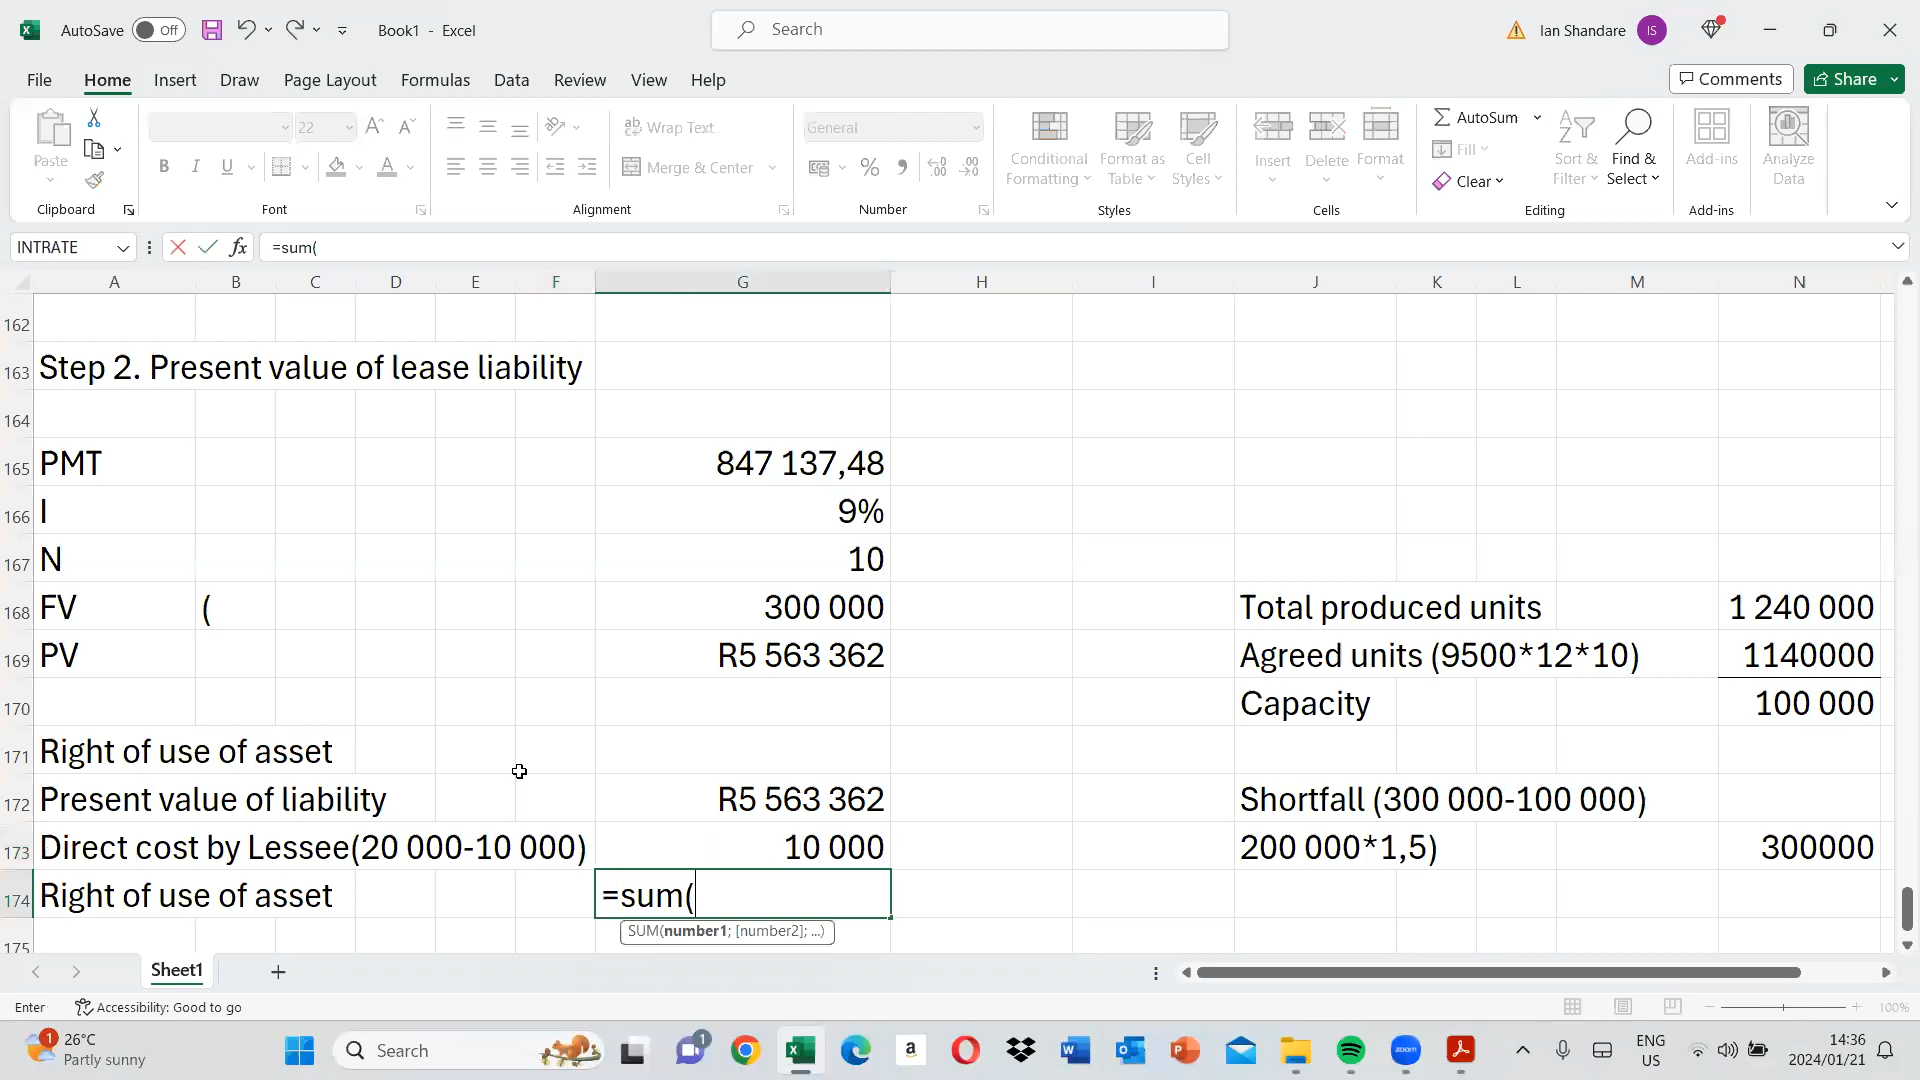 AutoSave Off Book1 - Excel Search Ian Shandare IS
File Home Insert Draw Page Layout Formulas Data Review View Help Comments Share
Paste
Clipboard
22
B I U
Font
ab Wrap Text
Merge & Center
Alignment
General
%
Number
Conditional Formatting
Format as Table
Cell Styles
Styles
Insert
Delete
Format
Cells
AutoSum
Fill
Clear
Sort & Filter
Find & Select
Editing
Add-ins
Add-ins
Analyze Data
INTRATE fx =sum(
A B C D E F G H I J K L M N
162
163 Step 2. Present value of lease liability
164
165 PMT 847 137,48
166 I 9%
167 N 10
168 FV ( 300 000 Total produced units 1 240 000
169 PV R5 563 362 Agreed units (9500*12*10) 1140000
170 Capacity 100 000
171 Right of use of asset
172 Present value of liability R5 563 362 Shortfall (300 000-100 000)
173 Direct cost by Lessee(20 000-10 000) 10 000 200 000*1,5) 300000
174 Right of use of asset =sum(
175 SUM(number1; [number2]; ...)
Sheet1
Enter Accessibility: Good to go 100%
1 26°C
Partly sunny
Search
1
zoom
ENG
US
14:36
2024/01/21